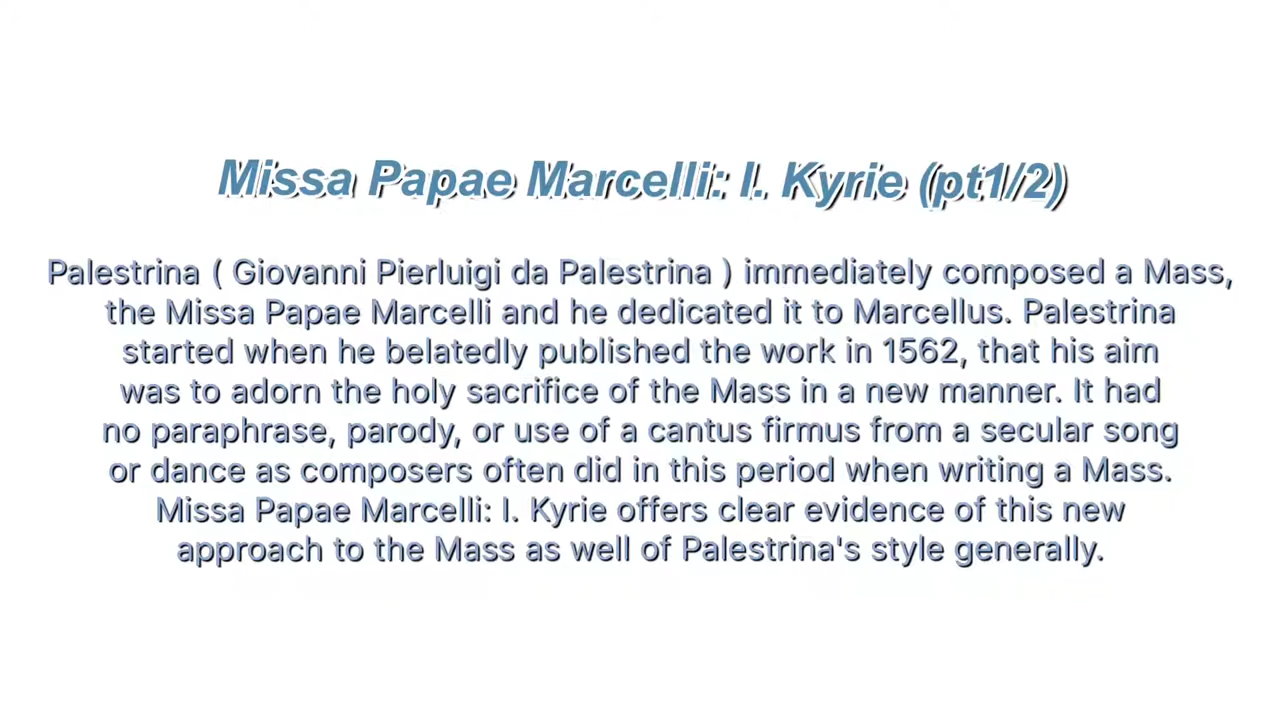 Missa Papae Marcelli: I. Kyrie (pt1/2)
Palestrina ( Giovanni Pierluigi da Palestrina ) immediately composed a Mass,
the Missa Papae Marcelli and he dedicated it to Marcellus. Palestrina
started when he belatedly published the work in 1562, that his aim
was to adorn the holy sacrifice of the Mass in a new manner. It had
no paraphrase, parody, or use of a cantus firmus from a secular song
or dance as composers often did in this period when writing a Mass.
Missa Papae Marcelli: I. Kyrie offers clear evidence of this new
approach to the Mass as well of Palestrina's style generally.